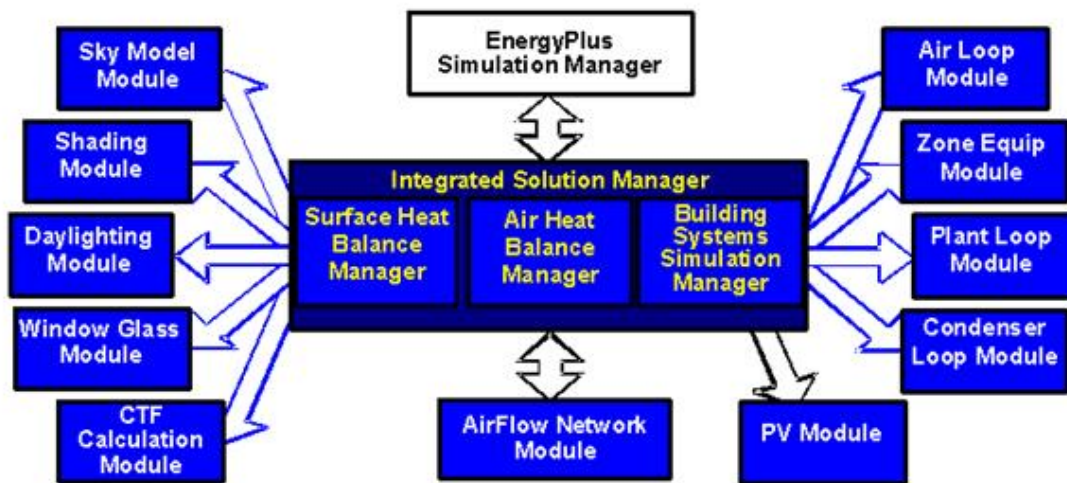 EnergyPlus
Simulation Manager
Sky Model
Module
Shading
Module
Daylighting
Module
Window Glass
Module
CTF
Calculation
Module
Integrated Solution Manager
Surface Heat
Balance
Manager
Air Heat
Balance
Manager
Building
Systems
Simulation
Manager
AirFlow Network
Module
PV Module
Air Loop
Module
Zone Equip
Module
Plant Loop
Module
Condenser
Loop Module